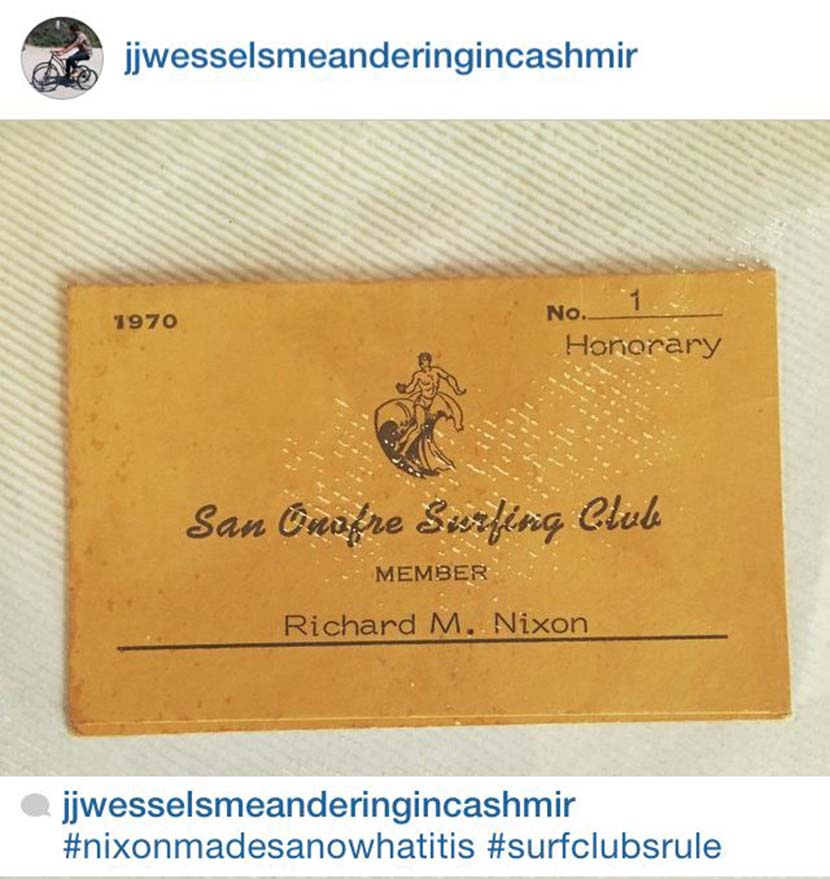 jjwesselsmeanderingincashmir
1970
No. 1
Honorary
San Onofre Surfing Club
MEMBER
Richard M. Nixon
jjwesselsmeanderingincashmir
#nixonmadesanowhatitis #surfclubsrule